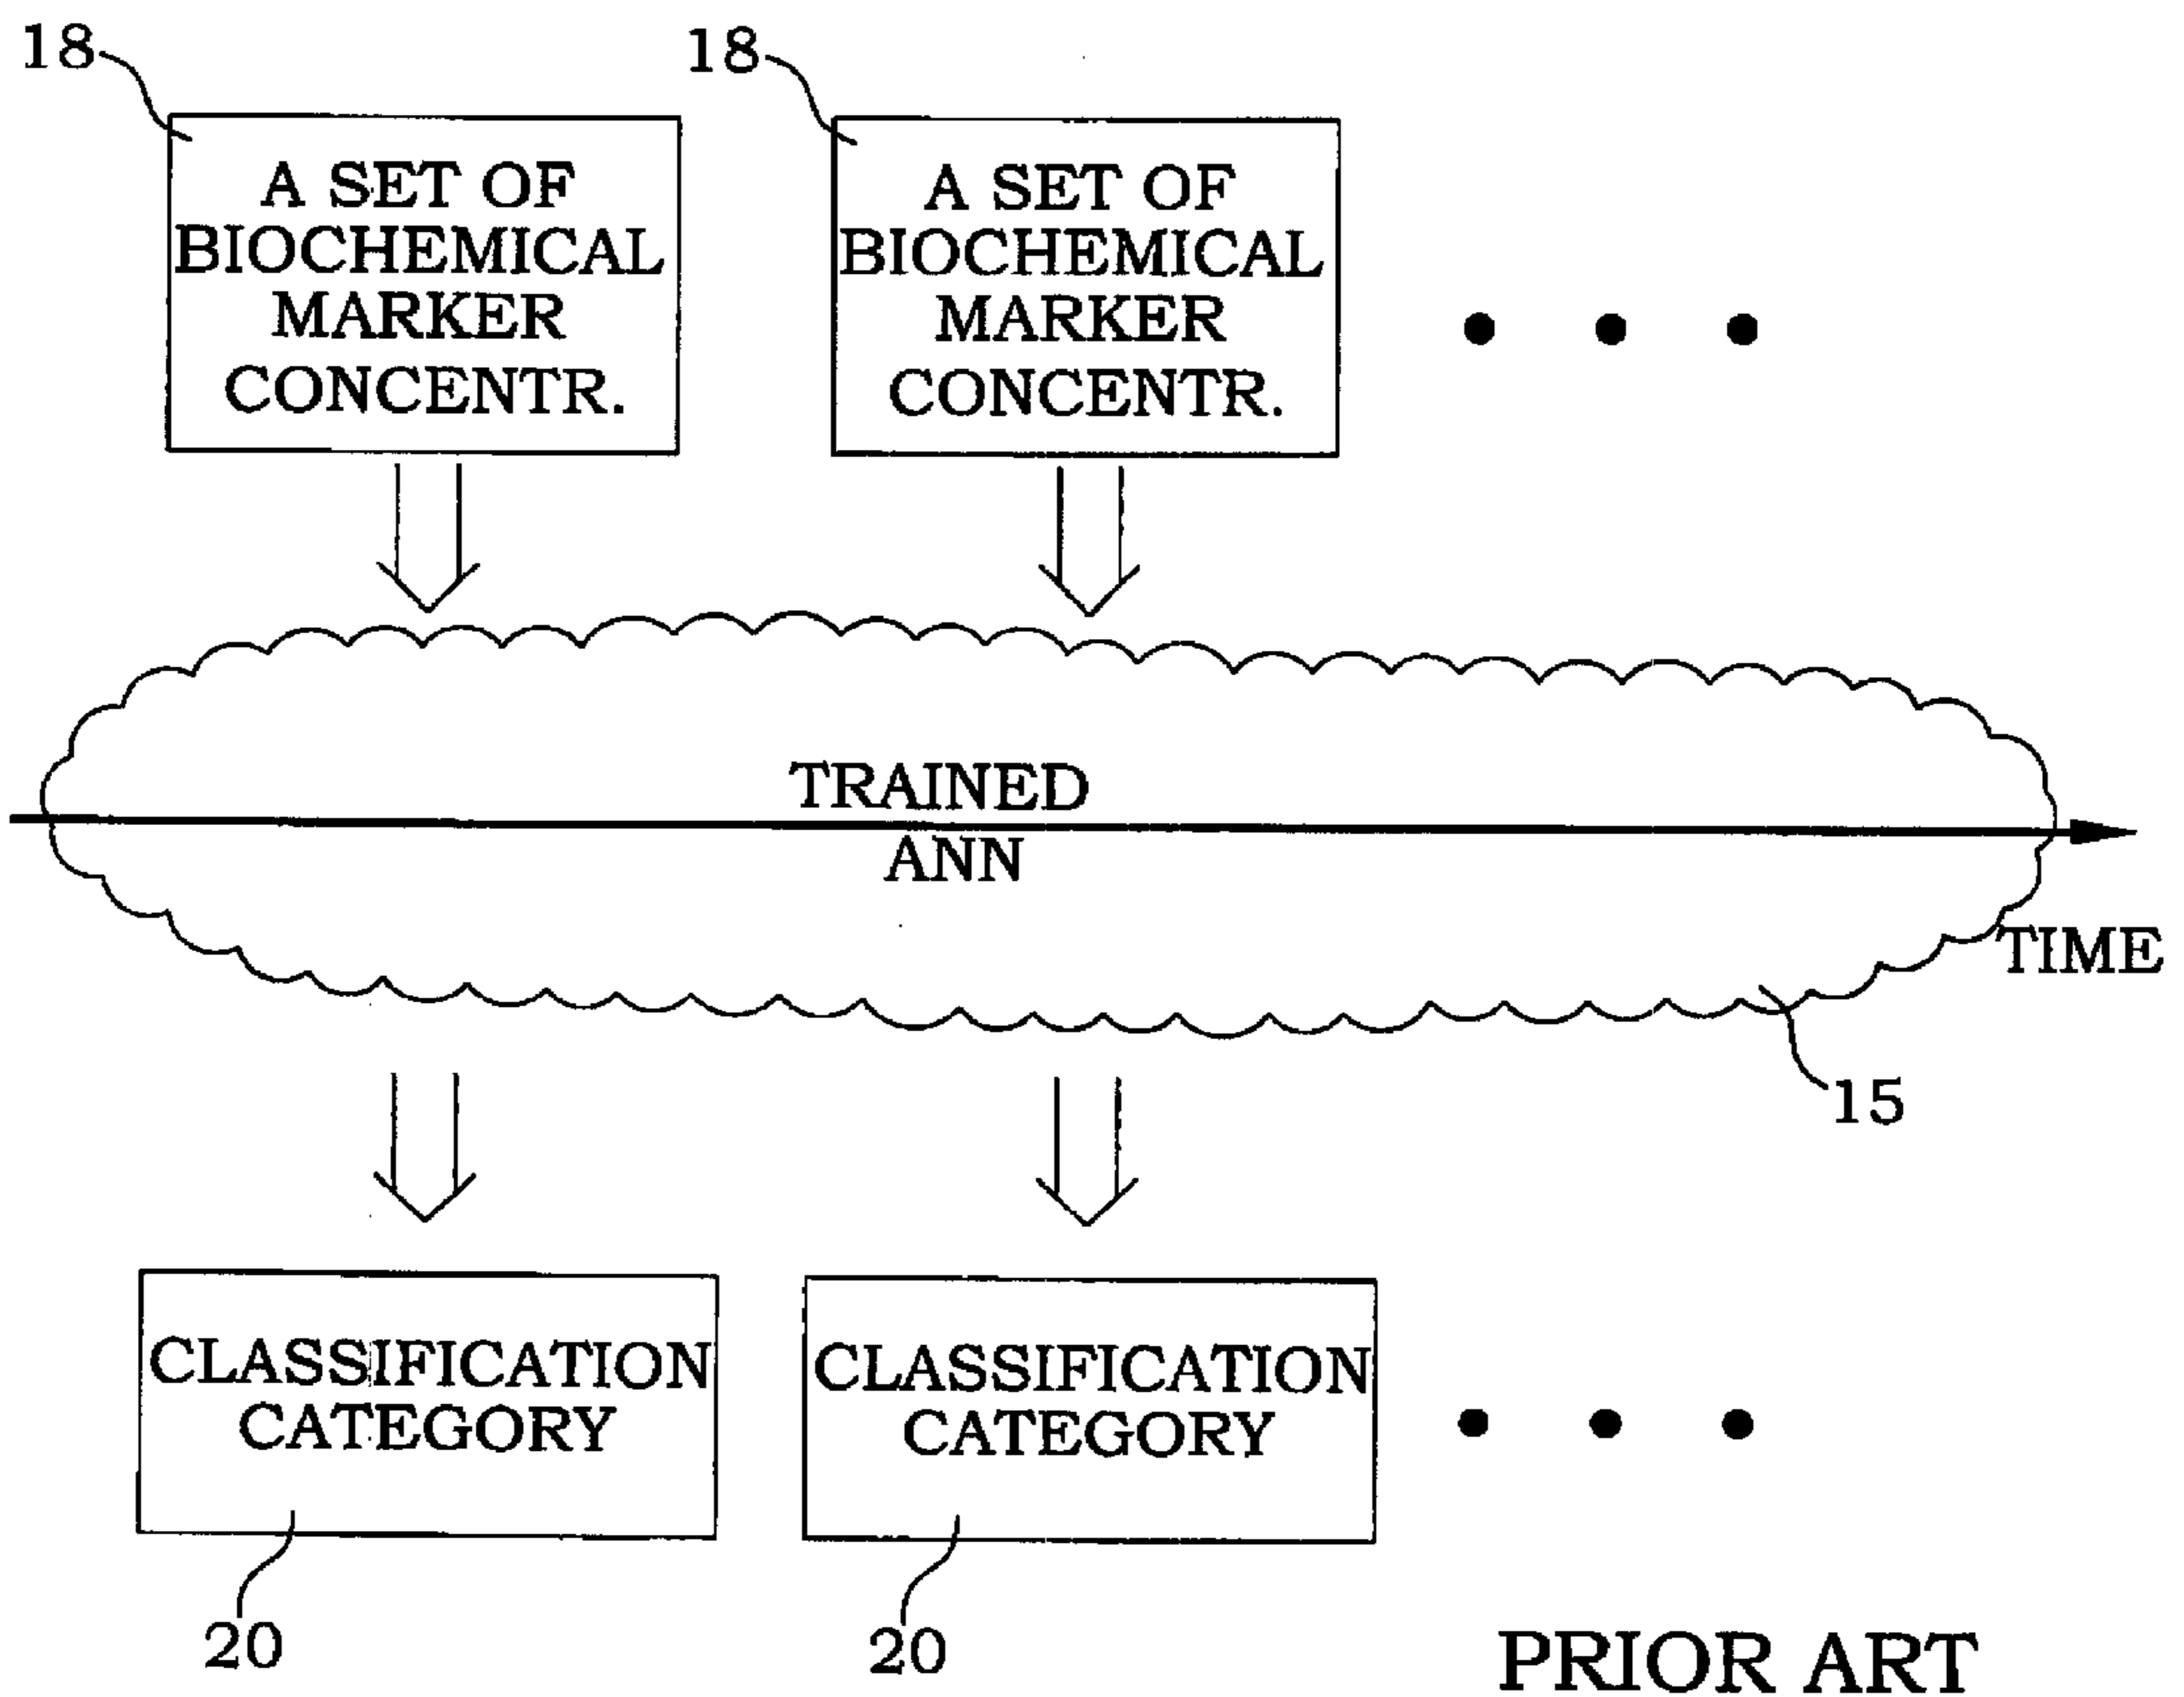 18
18
A SET OF
BIOCHEMICAL
MARKER
CONCENTR.
A SET OF
BIOCHEMICAL
MARKER
CONCENTR.
TRAINED
ANN
TIME
15
CLASSIFICATION
CATEGORY
CLASSIFICATION
CATEGORY
20
20
PRIOR ART